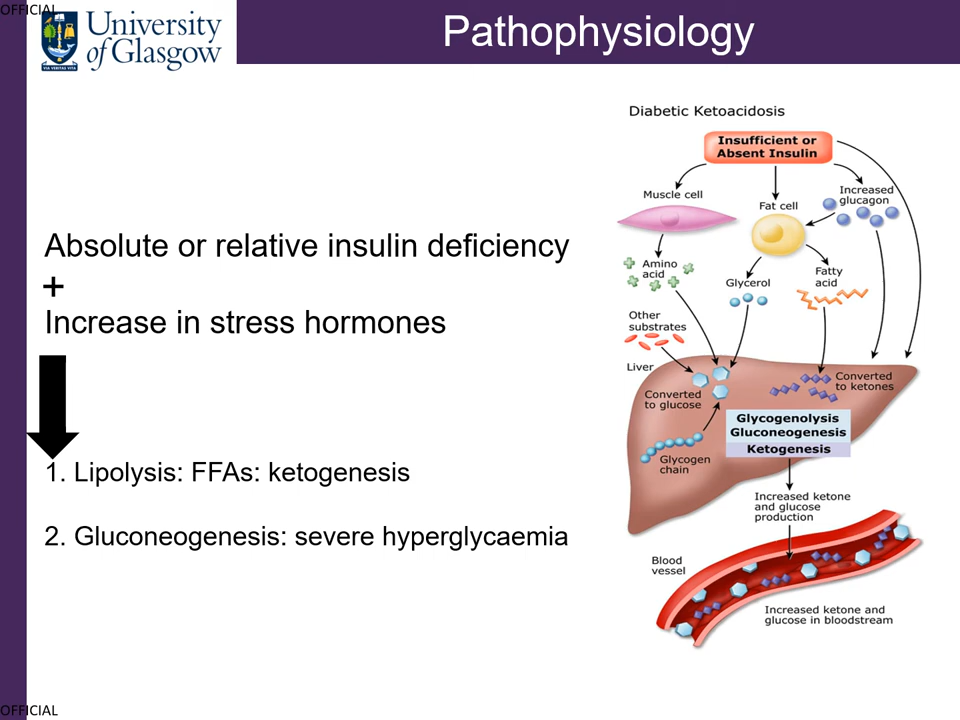 OFFICIAL
University
of Glasgow
VIA VERITAS VITA
Pathophysiology
Absolute or relative insulin deficiency
+
Increase in stress hormones
1. Lipolysis: FFAs: ketogenesis
2. Gluconeogenesis: severe hyperglycaemia
Diabetic Ketoacidosis
Insufficient or
Absent Insulin
Muscle cell
Fat cell
Increased
glucagon
Amino
acid
Glycerol
Fatty
acid
Other
substrates
Liver
Converted
to glucose
Converted
to ketones
Glycogenolysis
Gluconeogenesis
Ketogenesis
Glycogen
chain
Increased ketone
and glucose
production
Blood
vessel
Increased ketone and
glucose in bloodstream
OFFICIAL